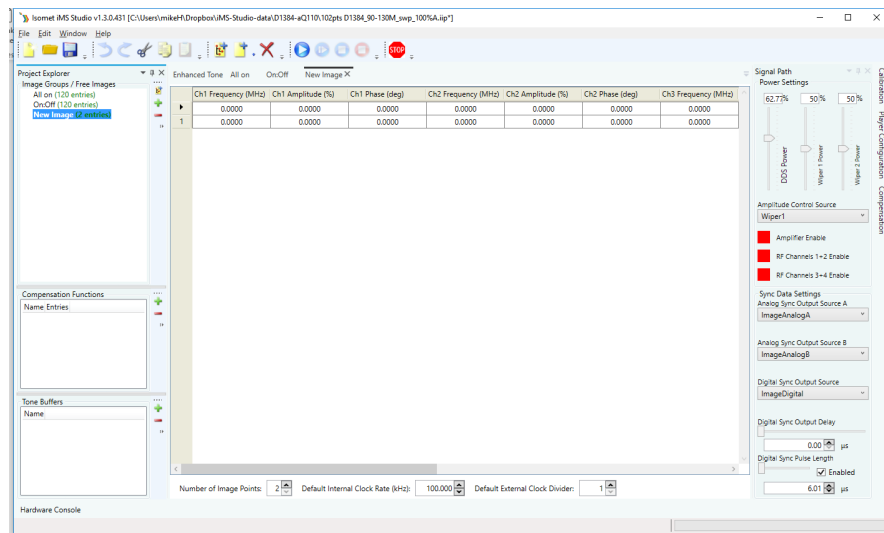 Isomet iMS Studio v1.3.0.431 [C:\Users\mikeH\Dropbox\iMS-Studio-data\D1384-aQ110\102pts D1384_90-130M_swp_100%A.iip*]
File Edit Window Help
STOP
Project Explorer
Image Groups / Free Images
All on (120 entries)
On:Off (120 entries)
New Image (2 entries)
Compensation Functions
Name Entries
Tone Buffers
Name
Enhanced Tone All on On:Off New Image
Ch1 Frequency (MHz) Ch1 Amplitude (%) Ch1 Phase (deg) Ch2 Frequency (MHz) Ch2 Amplitude (%) Ch2 Phase (deg) Ch3 Frequency (MHz)
0.0000 0.0000 0.0000 0.0000 0.0000 0.0000 0.0000
1 0.0000 0.0000 0.0000 0.0000 0.0000 0.0000 0.0000
Number of Image Points: 2 Default Internal Clock Rate (kHz): 100.000 Default External Clock Divider: 1
Signal Path
Power Settings
62.77% 50 % 50 %
DDS Power
Wiper 1 Power
Wiper 2 Power
Amplitude Control Source
Wiper1
Amplifier Enable
RF Channels 1+2 Enable
RF Channels 3+4 Enable
Sync Data Settings
Analog Sync Output Source A
ImageAnalogA
Analog Sync Output Source B
ImageAnalogB
Digital Sync Output Source
ImageDigital
Digital Sync Output Delay
0.00 µs
Digital Sync Pulse Length
Enabled
6.01 µs
Calibration
Player Configuration
Compensation
Hardware Console